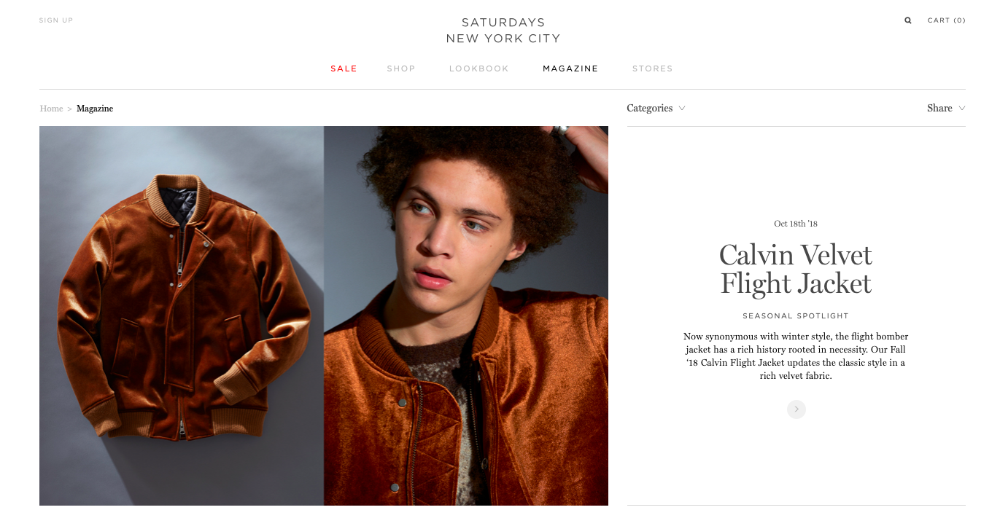 SIGN UP
SATURDAYS
NEW YORK CITY
CART (0)
SALE
SHOP
LOOKBOOK
MAGAZINE
STORES
Home > Magazine
Categories
Share
Oct 18th '18
Calvin Velvet
Flight Jacket
SEASONAL SPOTLIGHT
Now synonymous with winter style, the flight bomber
jacket has a rich history rooted in necessity. Our Fall
‘18 Calvin Flight Jacket updates the classic style in a
rich velvet fabric.